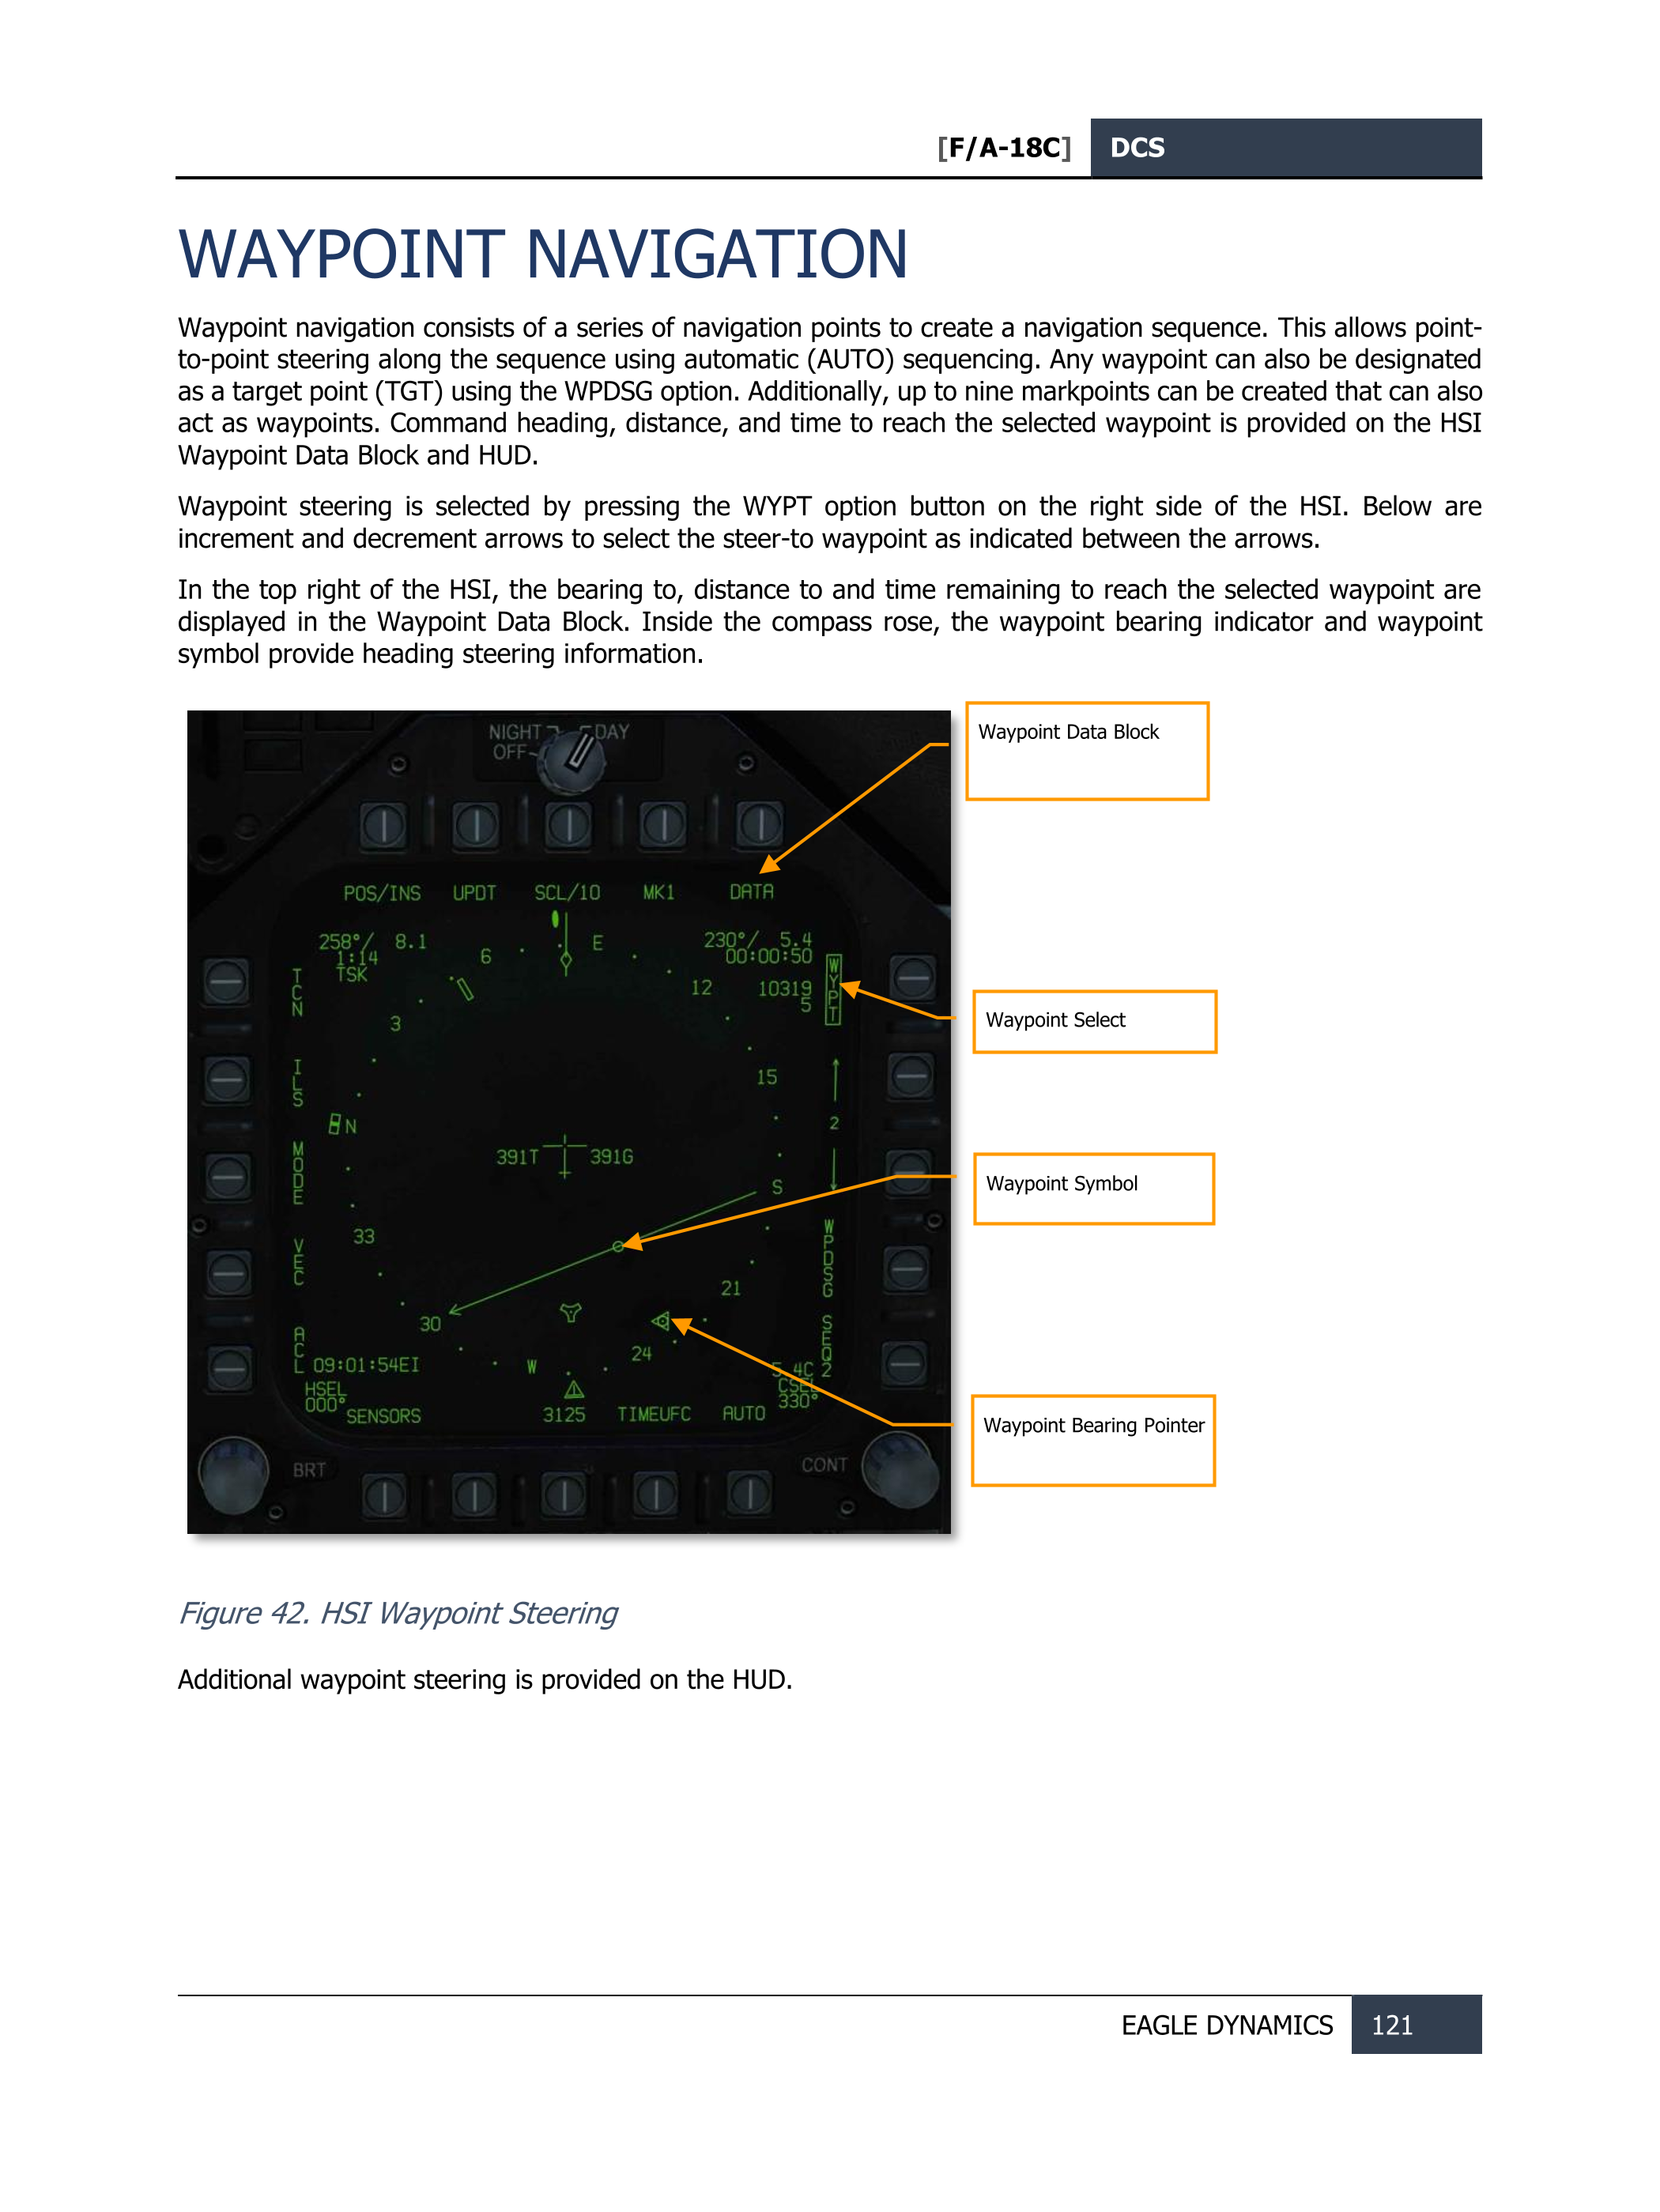 [F/A-18C] DCS
WAYPOINT NAVIGATION
Waypoint navigation consists of a series of navigation points to create a navigation sequence. This allows point-
to-point steering along the sequence using automatic (AUTO) sequencing. Any waypoint can also be designated
as a target point (TGT) using the WPDSG option. Additionally, up to nine markpoints can be created that can also
act as waypoints. Command heading, distance, and time to reach the selected waypoint is provided on the HSI
Waypoint Data Block and HUD.
Waypoint steering is selected by pressing the WYPT option button on the right side of the HSI. Below are
increment and decrement arrows to select the steer-to waypoint as indicated between the arrows.
In the top right of the HSI, the bearing to, distance to and time remaining to reach the selected waypoint are
displayed in the Waypoint Data Block. Inside the compass rose, the waypoint bearing indicator and waypoint
symbol provide heading steering information.
NIGHT DAY
OFF
Waypoint Data Block
POS/INS UPDT SCL/10 MK1 DATA
258°/ 8.1
1:14
TSK
6 E
230°/ 5.4
00:00:50
12 10319
5
WYPT
TCN
3
Waypoint Select
ILS
15
N
2
MODE
391T 391G
Waypoint Symbol
S
33
VEC
WPDSG
21
30
24
W
ACL
SEQ2
09:01:54EI
5.4C
HSEL
000°
CSEL
330°
SENSORS 3125 TIMEUFC AUTO
Waypoint Bearing Pointer
BRT CONT
Figure 42. HSI Waypoint Steering
Additional waypoint steering is provided on the HUD.
EAGLE DYNAMICS 121